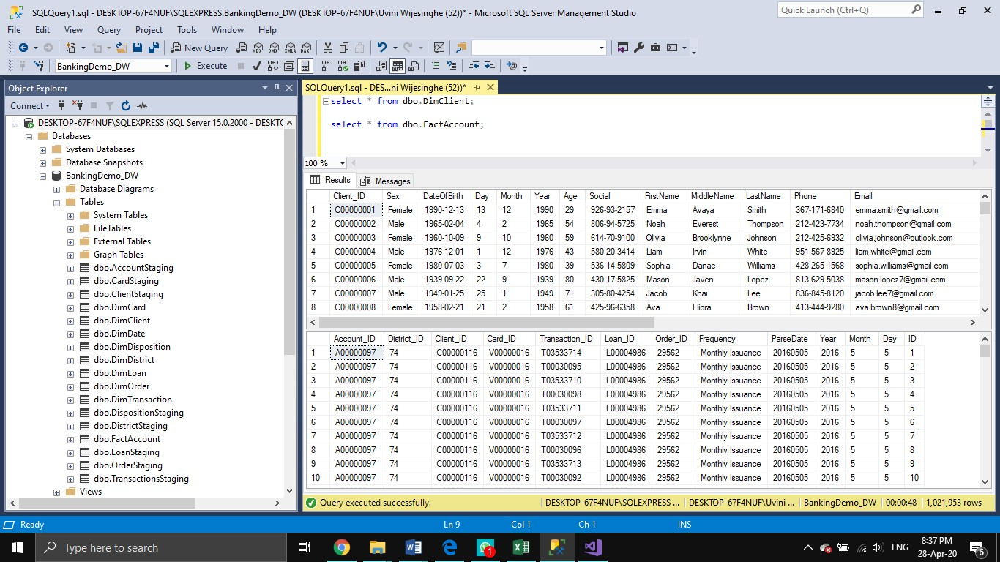 SQLQuery1.sql - DESKTOP-67F4NUF\SQLEXPRESS.BankingDemo_DW (DESKTOP-67F4NUF\Uvini Wijesinghe (52))* - Microsoft SQL Server Management Studio
Quick Launch (Ctrl+Q)
File Edit View Query Project Tools Window Help
New Query MDX DMX XMLA DAX
BankingDemo_DW Execute
Object Explorer
Connect
DESKTOP-67F4NUF\SQLEXPRESS (SQL Server 15.0.2000 - DESKTC
Databases
System Databases
Database Snapshots
BankingDemo_DW
Database Diagrams
Tables
System Tables
FileTables
External Tables
Graph Tables
dbo.AccountStaging
dbo.CardStaging
dbo.ClientStaging
dbo.DimCard
dbo.DimClient
dbo.DimDate
dbo.DimDisposition
dbo.DimDistrict
dbo.DimLoan
dbo.DimOrder
dbo.DimTransaction
dbo.DispositionStaging
dbo.DistrictStaging
dbo.FactAccount
dbo.LoanStaging
dbo.OrderStaging
dbo.TransactionsStaging
Views
SQLQuery1.sql - DES...ni Wijesinghe (52))*
select * from dbo.DimClient;
select * from dbo.FactAccount;
100 %
Results Messages
Client_ID Sex DateOfBirth Day Month Year Age Social FirstName MiddleName LastName Phone Email
1 C00000001 Female 1990-12-13 13 12 1990 29 926-93-2157 Emma Avaya Smith 367-171-6840 emma.smith@gmail.com
2 C00000002 Male 1965-02-04 4 2 1965 54 806-94-5725 Noah Everest Thompson 212-423-7734 noah.thompson@gmail.com
3 C00000003 Female 1960-10-09 9 10 1960 59 614-70-9100 Olivia Brooklynne Johnson 212-425-6932 olivia.johnson@outlook.com
4 C00000004 Male 1976-12-01 1 12 1976 43 580-20-3414 Liam Irvin White 951-567-8925 liam.white@gmail.com
5 C00000005 Female 1980-07-03 3 7 1980 39 536-14-5809 Sophia Danae Williams 428-265-1568 sophia.williams@gmail.com
6 C00000006 Male 1939-09-22 22 9 1939 80 430-17-5825 Mason Javen Lopez 813-629-5038 mason.lopez7@gmail.com
7 C00000007 Male 1949-01-25 25 1 1949 71 305-80-4254 Jacob Khai Lee 836-845-8120 jacob.lee7@gmail.com
8 C00000008 Female 1958-02-21 21 2 1958 61 425-96-6358 Ava Eliora Brown 413-444-9280 ava.brown8@gmail.com
Account_ID District_ID Client_ID Card_ID Transaction_ID Loan_ID Order_ID Frequency ParseDate Year Month Day ID
1 A00000097 74 C00000116 V00000016 T03533714 L00004986 29562 Monthly Issuance 20160505 2016 5 5 1
2 A00000097 74 C00000116 V00000016 T00030095 L00004986 29562 Monthly Issuance 20160505 2016 5 5 2
3 A00000097 74 C00000116 V00000016 T03533710 L00004986 29562 Monthly Issuance 20160505 2016 5 5 3
4 A00000097 74 C00000116 V00000016 T00030098 L00004986 29562 Monthly Issuance 20160505 2016 5 5 4
5 A00000097 74 C00000116 V00000016 T03533711 L00004986 29562 Monthly Issuance 20160505 2016 5 5 5
6 A00000097 74 C00000116 V00000016 T00030097 L00004986 29562 Monthly Issuance 20160505 2016 5 5 6
7 A00000097 74 C00000116 V00000016 T03533712 L00004986 29562 Monthly Issuance 20160505 2016 5 5 7
8 A00000097 74 C00000116 V00000016 T00030096 L00004986 29562 Monthly Issuance 20160505 2016 5 5 8
9 A00000097 74 C00000116 V00000016 T03533713 L00004986 29562 Monthly Issuance 20160505 2016 5 5 9
10 A00000097 74 C00000116 V00000016 T00030092 L00004986 29562 Monthly Issuance 20160505 2016 5 5 10
Query executed successfully. DESKTOP-67F4NUF\SQLEXPRESS ... DESKTOP-67F4NUF\Uvini ... BankingDemo_DW 00:00:48 1,021,953 rows
Ready Ln 9 Col 1 Ch 1 INS
Type here to search
1
ENG
8:37 PM
28-Apr-20
6